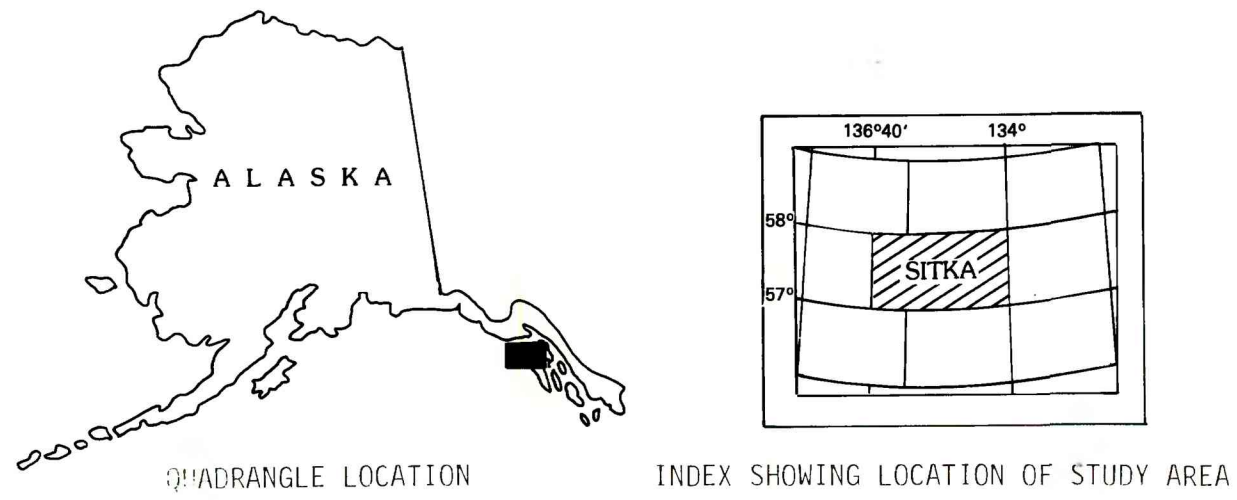 ALASKA
136°40' 134°
58°
SITKA
57°
QUADRANGLE LOCATION
INDEX SHOWING LOCATION OF STUDY AREA